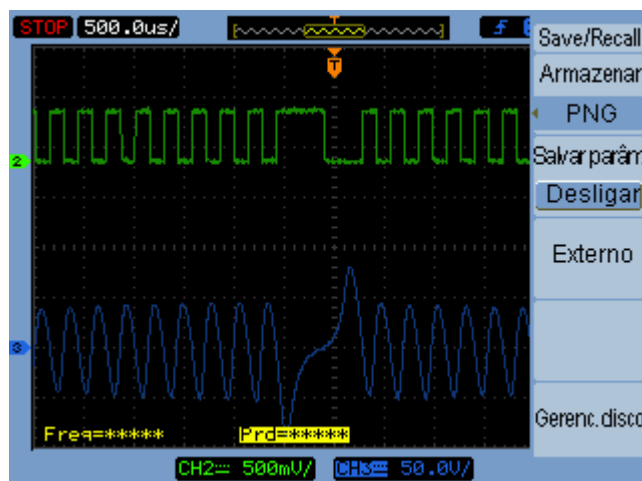 STOP 500.0us/
T
Save/Recall
Armazenar
PNG
Salvar parâm
Desligar
Externo
2
3
Freq=***** Prd=*****
Gerenc.disco
CH2 500mV/ CH3 50.0V/